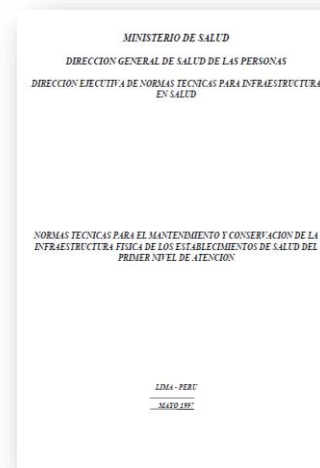 MINISTERIO DE SALUD
DIRECCION GENERAL DE SALUD DE LAS PERSONAS
DIRECCION EJECUTIVA DE NORMAS TECNICAS PARA INFRAESTRUCTURA
EN SALUD
NORMAS TECNICAS PARA EL MANTENIMIENTO Y CONSERVACION DE LA
INFRAESTRUCTURA FISICA DE LOS ESTABLECIMIENTOS DE SALUD DEL
PRIMER NIVEL DE ATENCION
LIMA - PERU
MAYO 1997